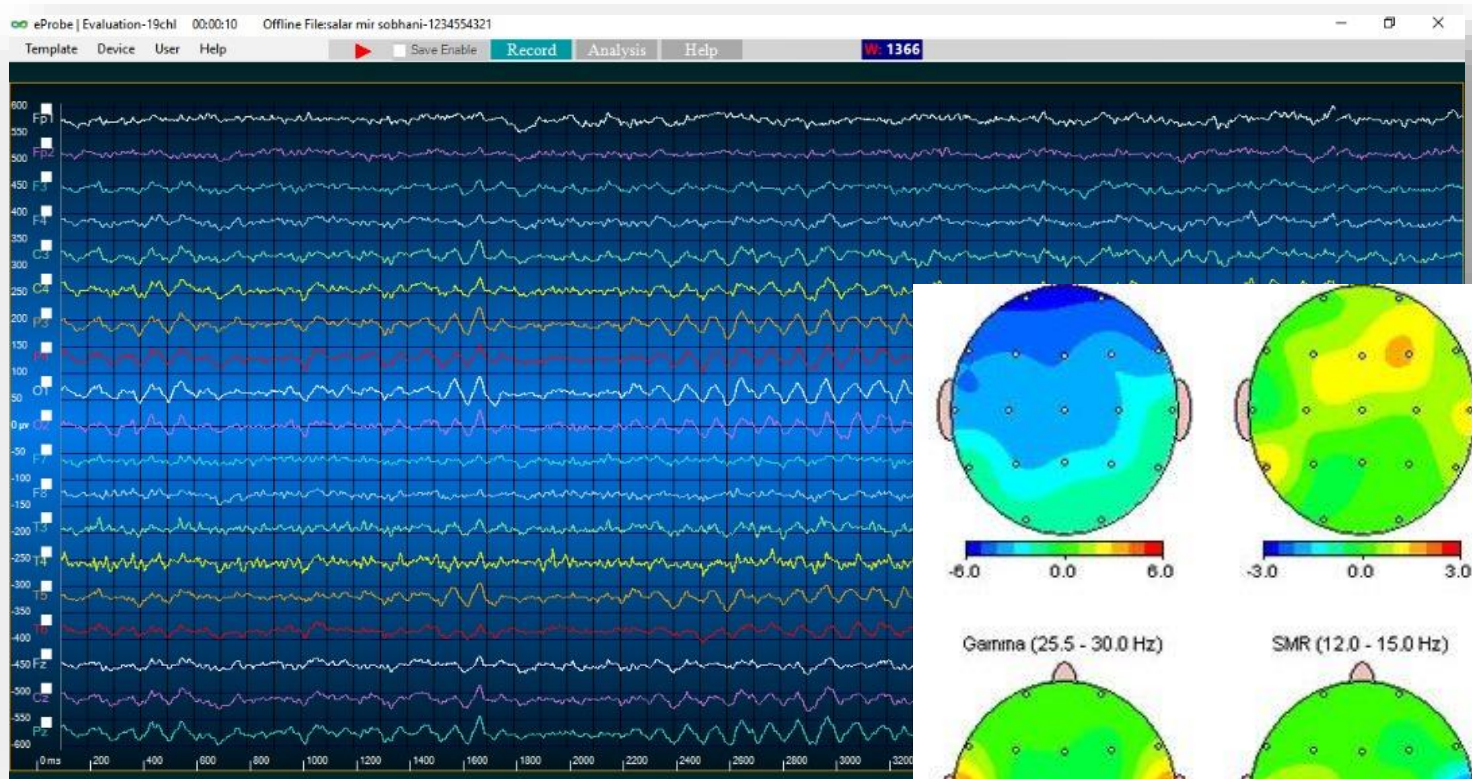 eProbe | Evaluation-19chl 00:00:10 Offline File:salar mir sobhani-1234554321
Template Device User Help Save Enable Record Analysis Help W: 1366
600
Fp1
550
500
Fp2
450
F3
400
F4
350
C3
300
C4
250
200
P3
150
P4
100
O1
50
0 µv
O2
-50
F7
-100
F8
-150
T3
-200
T4
-250
-300
T5
-350
T6
-400
Fz
-450
-500
Cz
-550
Pz
-600
0 ms 200 400 600 800 1000 1200 1400 1600 1800 2000 2200 2400 2600 2800 3000 3200
-6.0 0.0 6.0
-3.0 0.0 3.0
Gamma (25.5 - 30.0 Hz)
SMR (12.0 - 15.0 Hz)